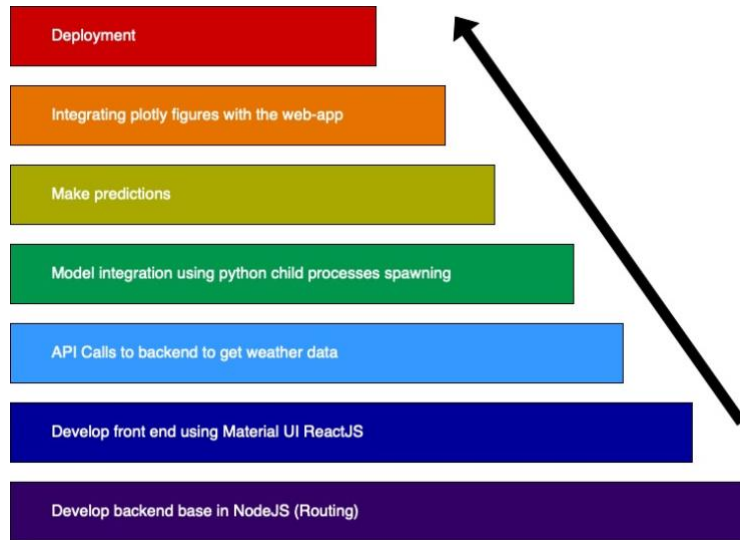 Deployment
Integrating plotly figures with the web-app
Make predictions
Model integration using python child processes spawning
API Calls to backend to get weather data
Develop front end using Material UI ReactJS
Develop backend base in NodeJS (Routing)